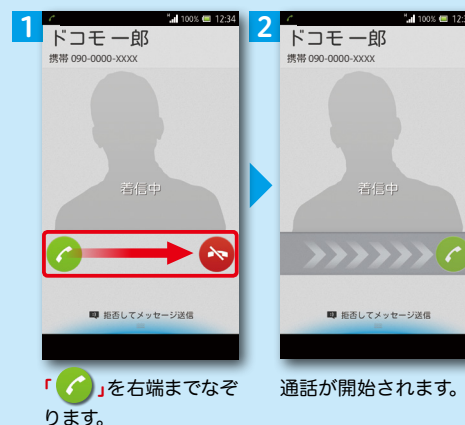 1
100% 12:34
ドコモ 一郎
携帯 090-0000-XXXX
着信中
拒否してメッセージ送信
「 」を右端までなぞ
ります。
2
100% 12:3
ドコモ 一郎
携帯 090-0000-XXXX
着信中
拒否してメッセージ送信
通話が開始されます。